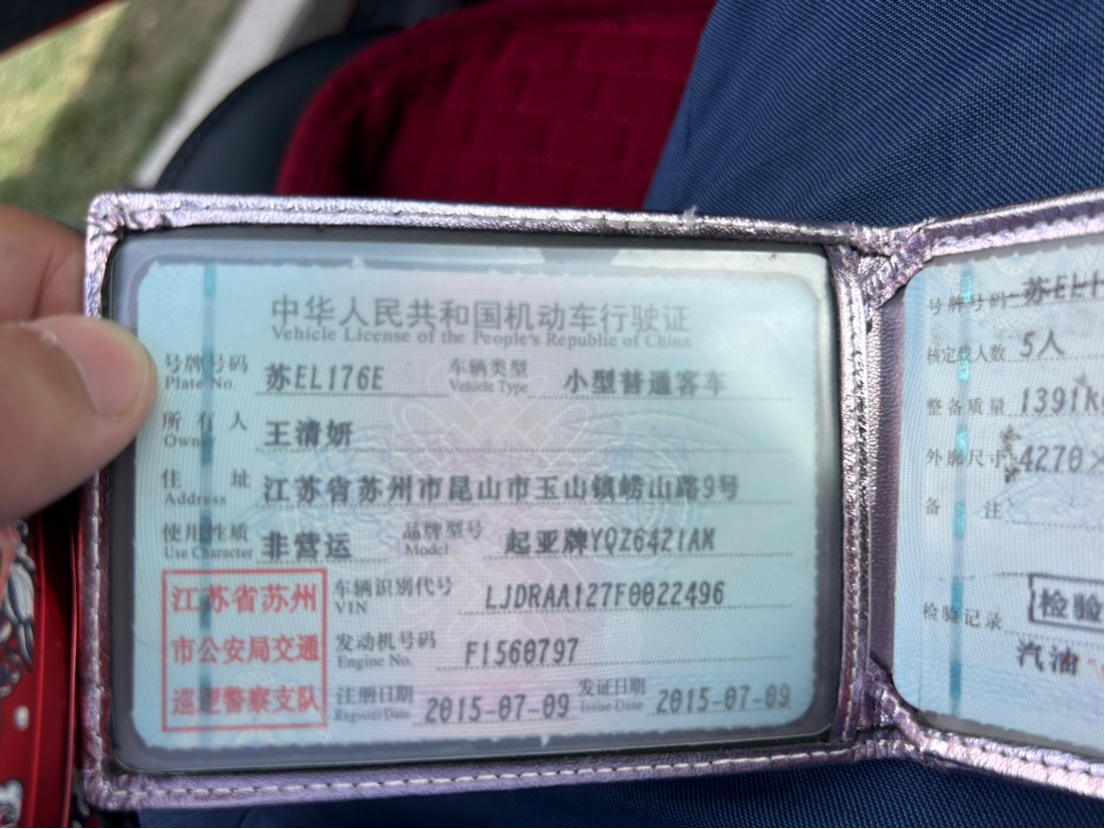 中华人民共和国机动车行驶证
Vehicle License of the People's Republic of China
号牌号码 苏EL176E 车辆类型 小型普通客车
Plate No. Vehicle Type
所有人 王清妍
Owner
住址 江苏省苏州市昆山市玉山镇崂山路9号
Address
使用性质 非营运 品牌型号 起亚牌YQZ6421AM
Use Character Model
江苏省苏州
市公安局交通
巡逻警察支队
车辆识别代号 LJDRAA127F0022496
VIN
发动机号码 F1560797
Engine No.
注册日期 2015-07-09 发证日期 2015-07-09
Register Date Issue Date
号牌号码 苏EL1
核定载人数 5人
整备质量 1391k
外廓尺寸 4270×
备注
检验记录 检验
汽油